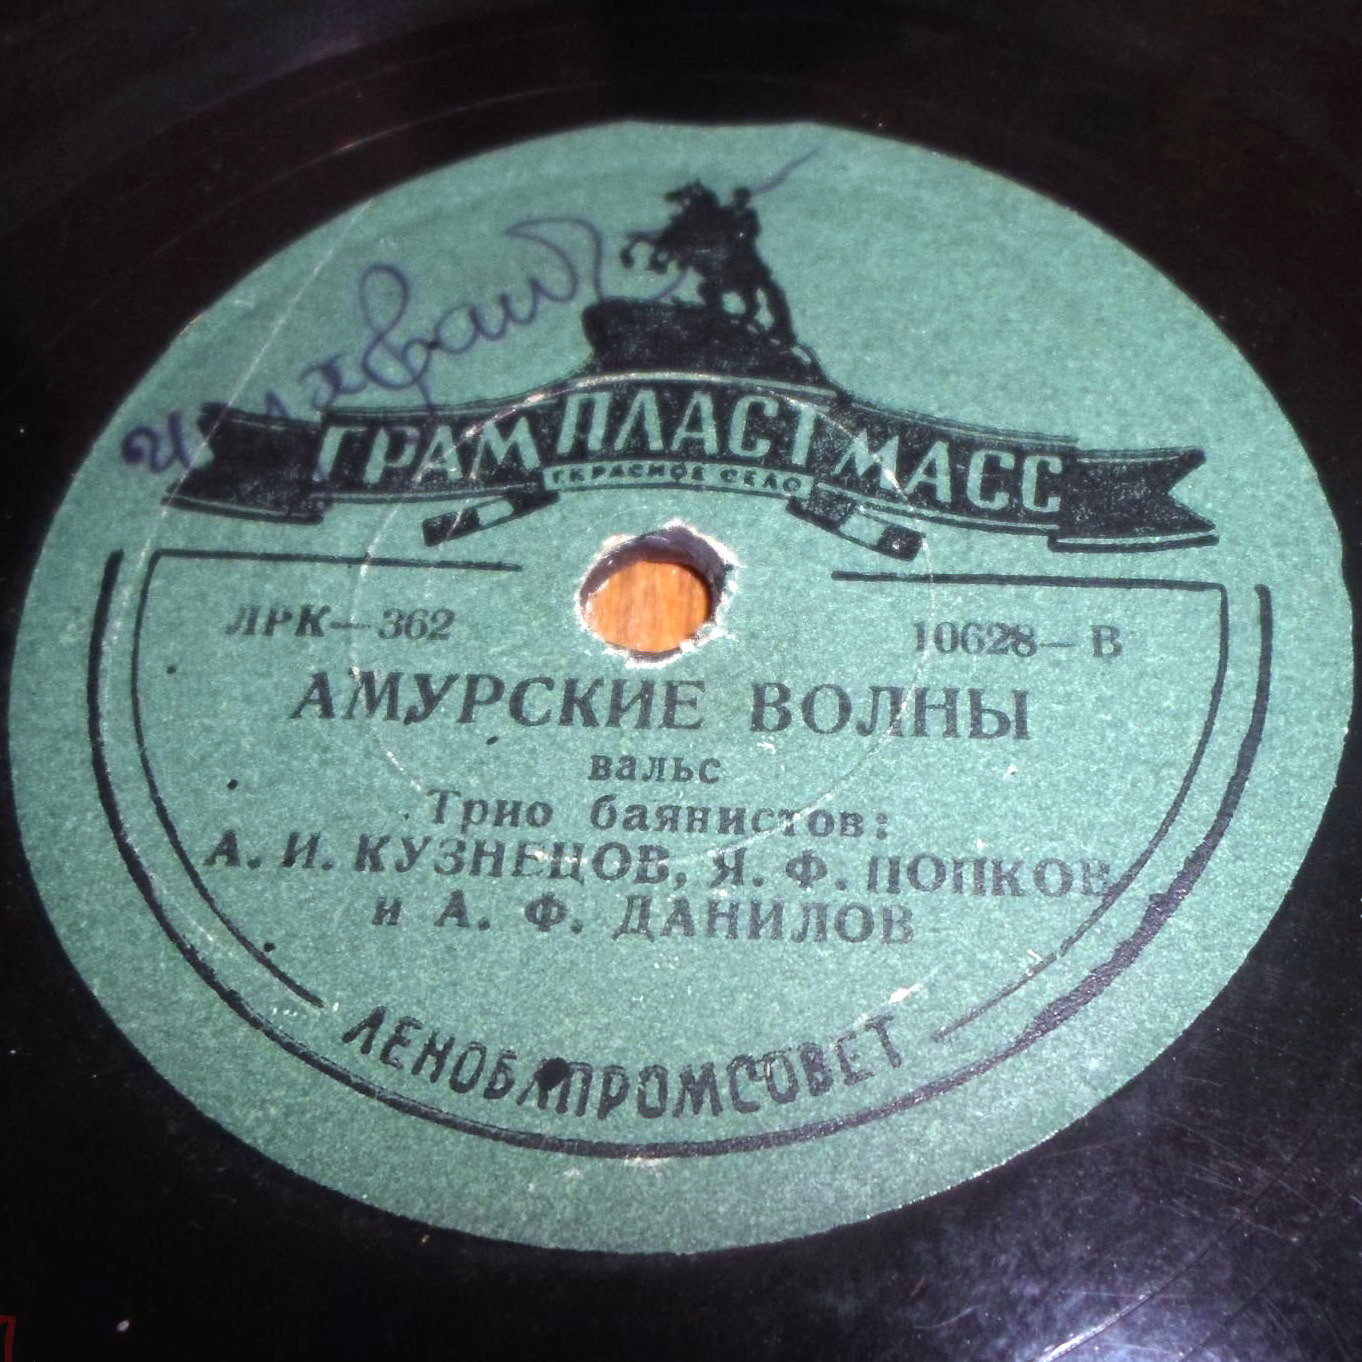 ГРАМПЛАСТМАСС
Г. КРАСНОЕ СЕЛО
ЛРК—362
10628—В
АМУРСКИЕ ВОЛНЫ
вальс
Трио баянистов:
А. И. КУЗНЕЦОВ, Я. Ф. ПОПКОВ
и А. Ф. ДАНИЛОВ
ЛЕНОБЛПРОМСОВЕТ